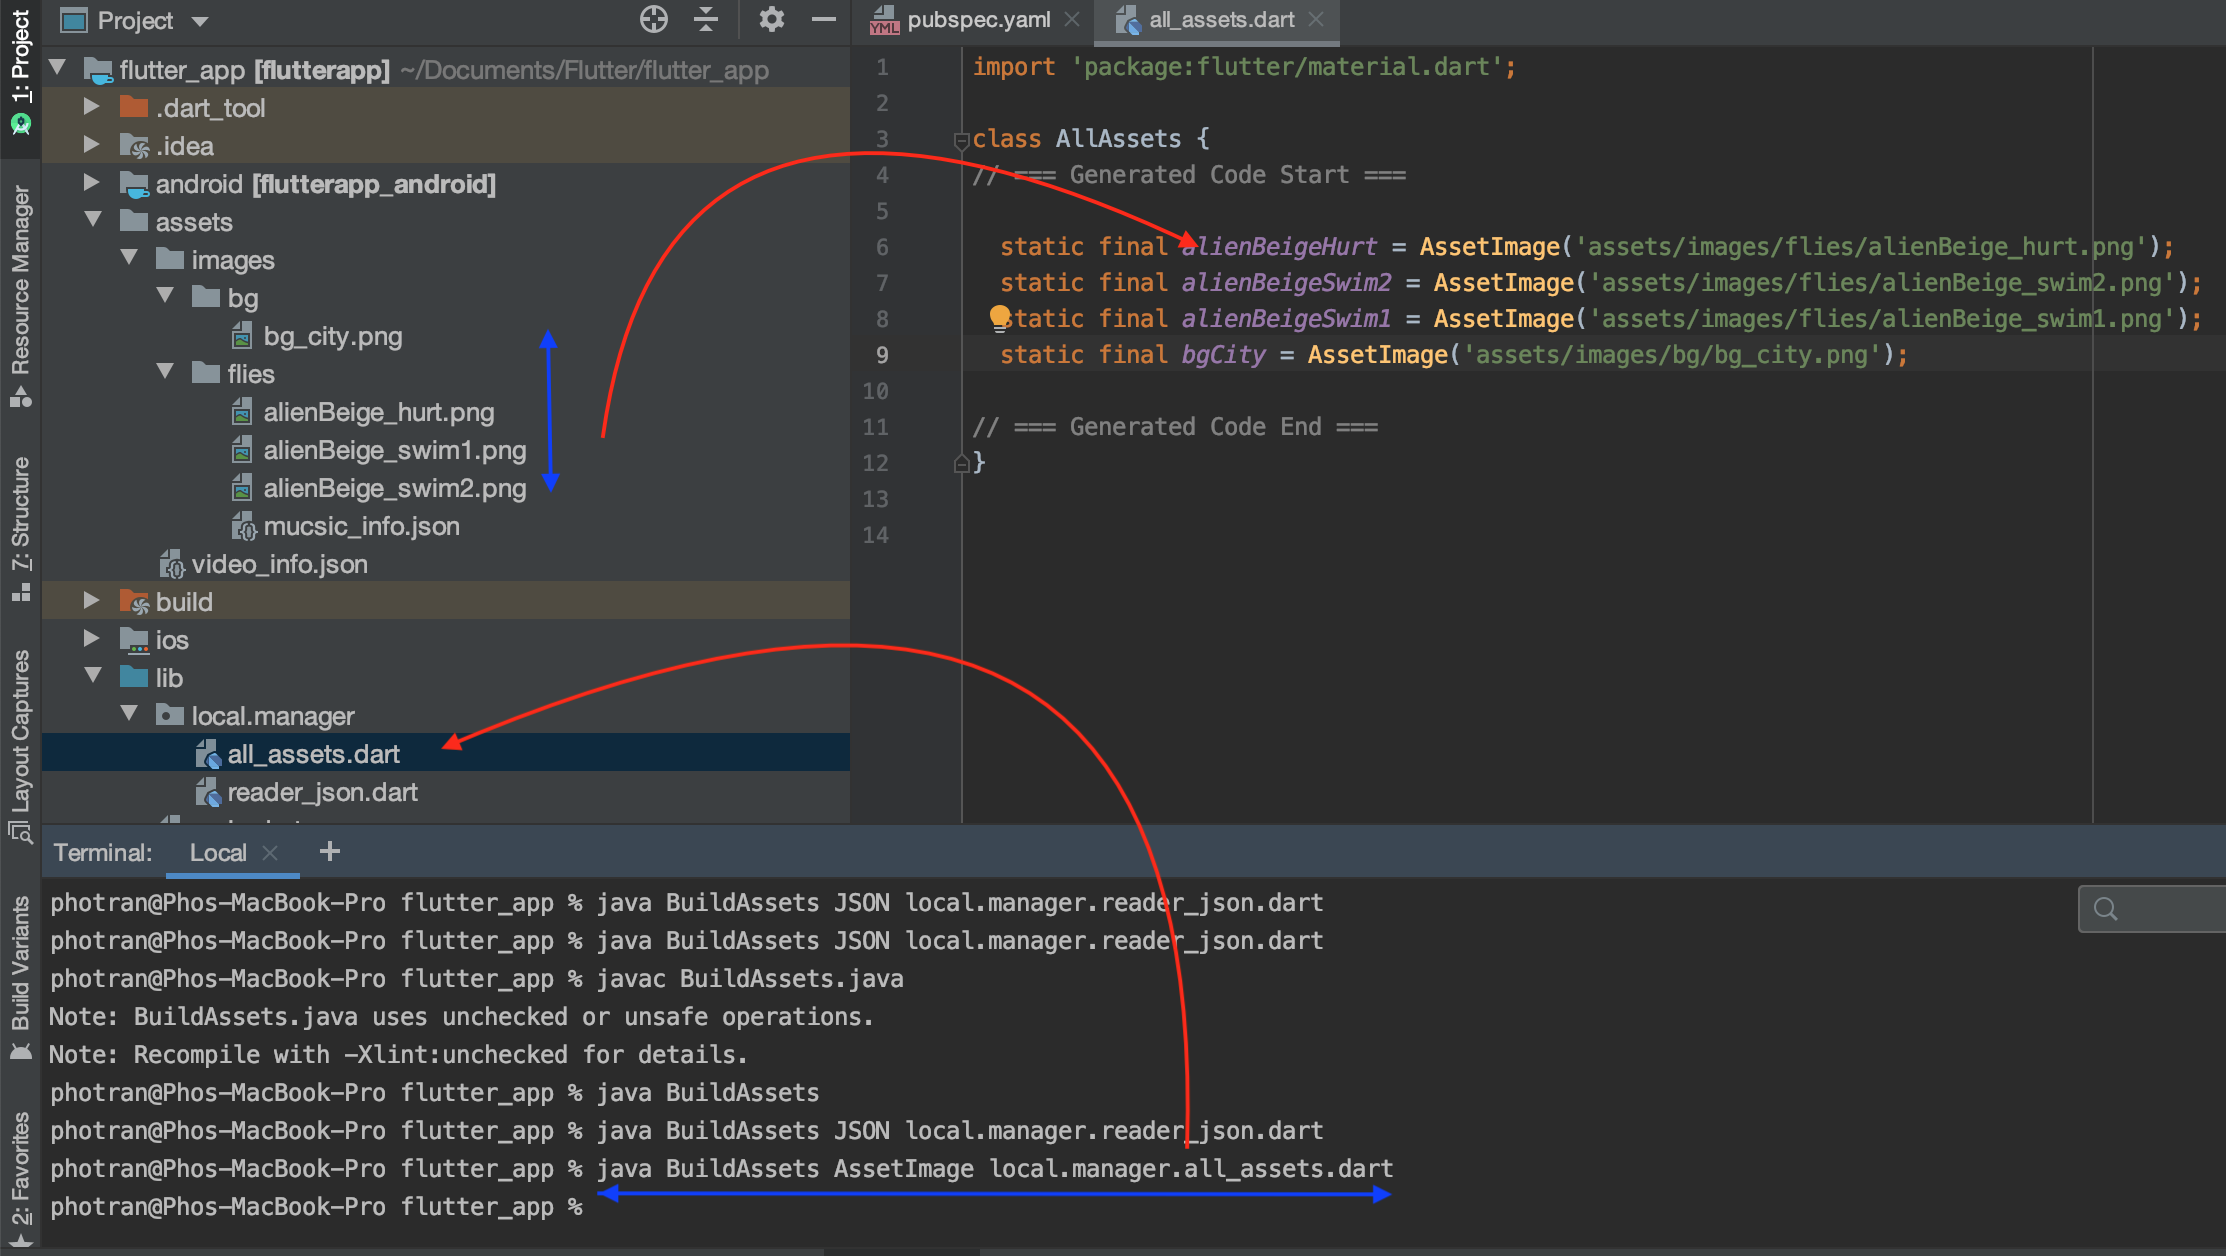 1: Project
Resource Manager
7: Structure
Layout Captures
Build Variants
2: Favorites
Project
flutter_app [flutterapp] ~/Documents/Flutter/flutter_app
.dart_tool
.idea
android [flutterapp_android]
assets
images
bg
bg_city.png
flies
alienBeige_hurt.png
alienBeige_swim1.png
alienBeige_swim2.png
mucsic_info.json
video_info.json
build
ios
lib
local.manager
all_assets.dart
reader_json.dart
YML pubspec.yaml all_assets.dart
1 import 'package:flutter/material.dart';
2
3 class AllAssets {
4 // === Generated Code Start ===
5
6 static final alienBeigeHurt = AssetImage('assets/images/flies/alienBeige_hurt.png');
7 static final alienBeigeSwim2 = AssetImage('assets/images/flies/alienBeige_swim2.png');
8 static final alienBeigeSwim1 = AssetImage('assets/images/flies/alienBeige_swim1.png');
9 static final bgCity = AssetImage('assets/images/bg/bg_city.png');
10
11 // === Generated Code End ===
12 }
13
14
Terminal: Local +
photran@Phos-MacBook-Pro flutter_app % java BuildAssets JSON local.manager.reader_json.dart
photran@Phos-MacBook-Pro flutter_app % java BuildAssets JSON local.manager.reader_json.dart
photran@Phos-MacBook-Pro flutter_app % javac BuildAssets.java
Note: BuildAssets.java uses unchecked or unsafe operations.
Note: Recompile with -Xlint:unchecked for details.
photran@Phos-MacBook-Pro flutter_app % java BuildAssets
photran@Phos-MacBook-Pro flutter_app % java BuildAssets JSON local.manager.reader_json.dart
photran@Phos-MacBook-Pro flutter_app % java BuildAssets AssetImage local.manager.all_assets.dart
photran@Phos-MacBook-Pro flutter_app %